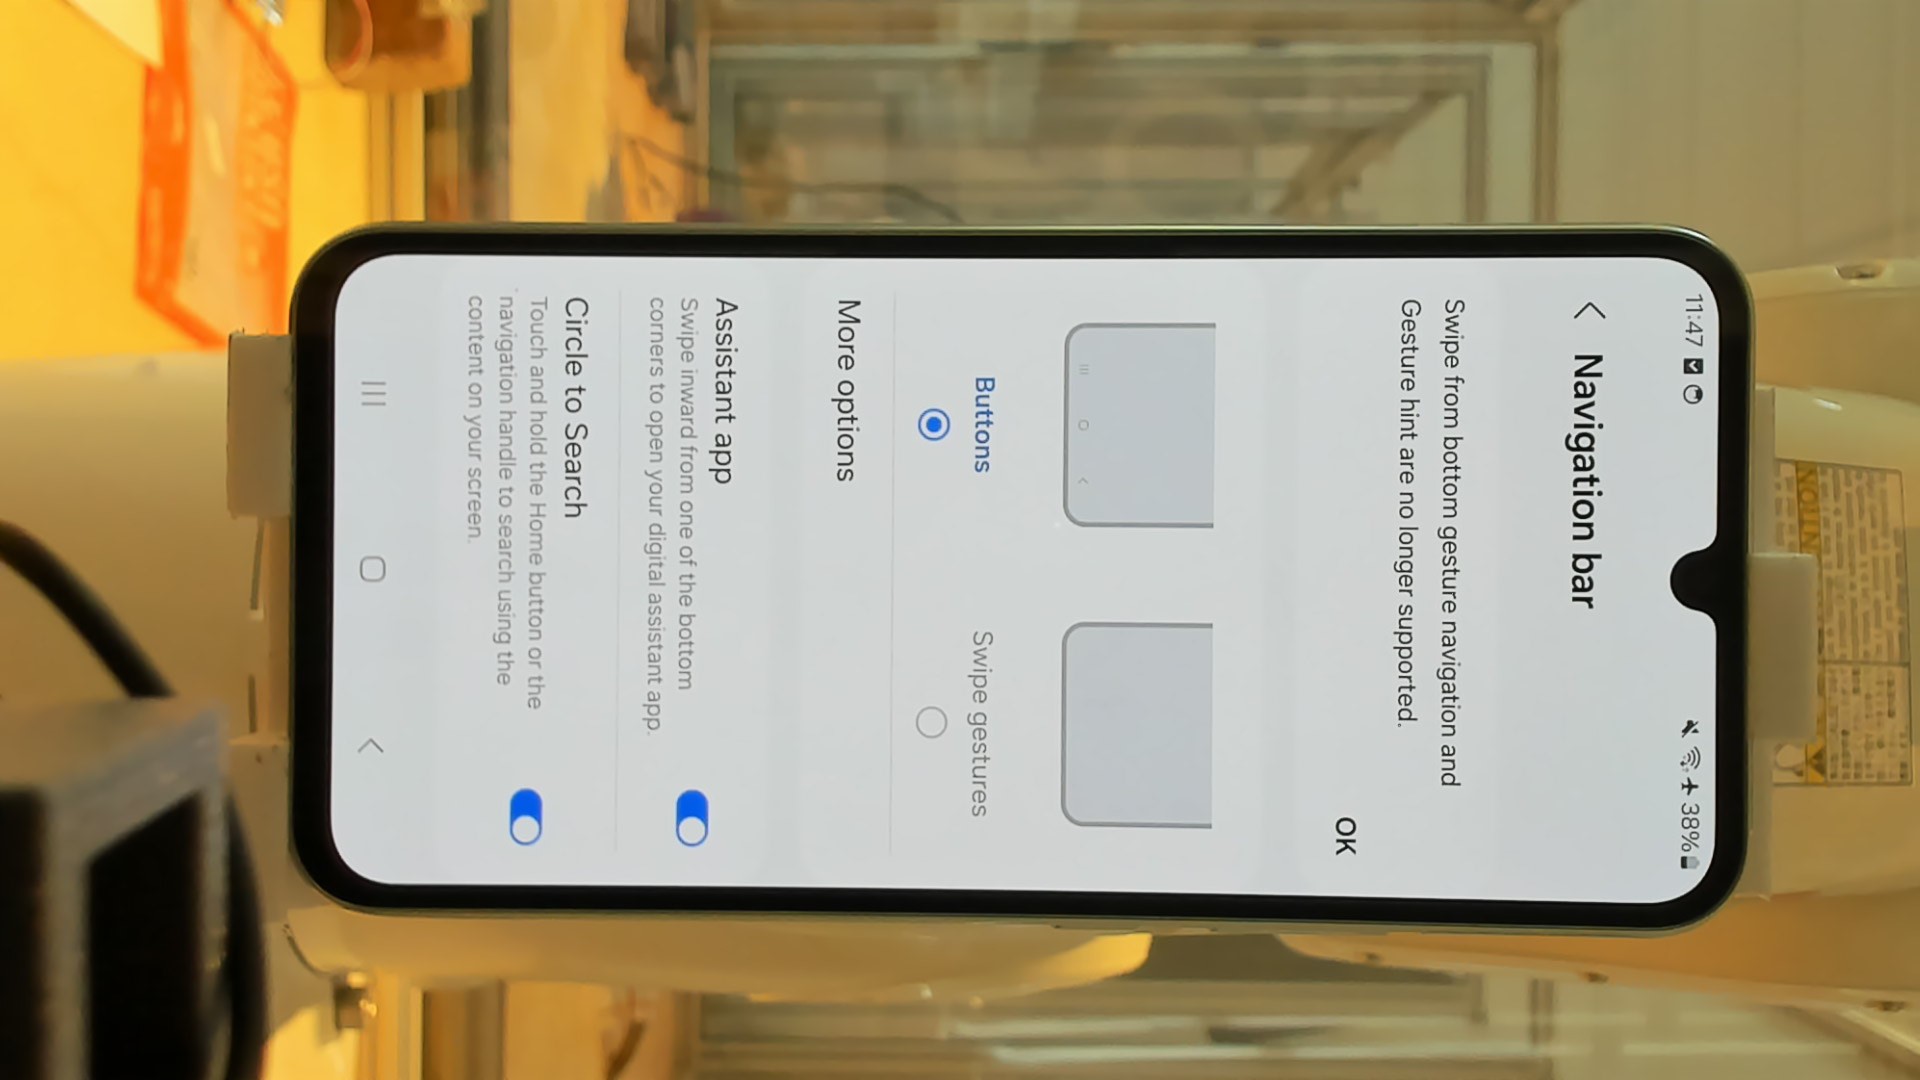 11:47
38%
Navigation bar
Swipe from bottom gesture navigation and
Gesture hint are no longer supported.
OK
Buttons
Swipe gestures
More options
Assistant app
Swipe inward from one of the bottom
corners to open your digital assistant app.
Circle to Search
Touch and hold the Home button or the
navigation handle to search using the
content on your screen.